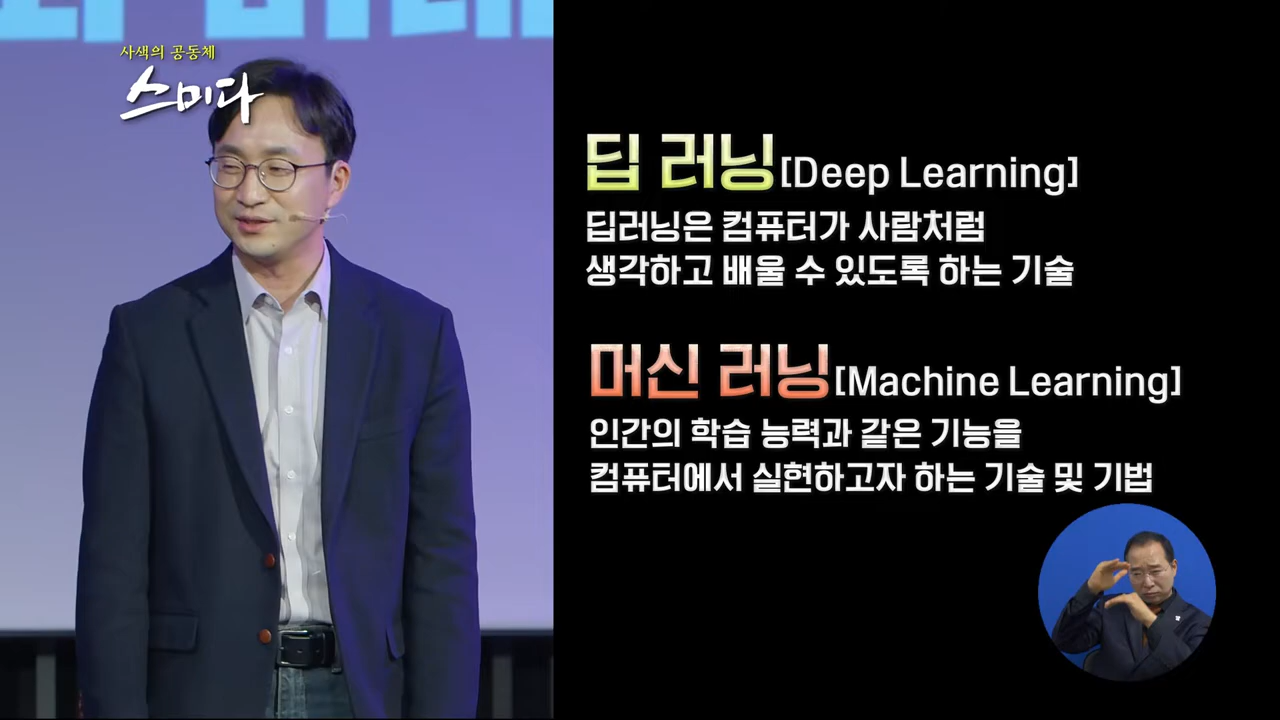 사색의 공동체
스미다
딥 러닝[Deep Learning]
딥러닝은 컴퓨터가 사람처럼
생각하고 배울 수 있도록 하는 기술
머신 러닝[Machine Learning]
인간의 학습 능력과 같은 기능을
컴퓨터에서 실현하고자 하는 기술 및 기법